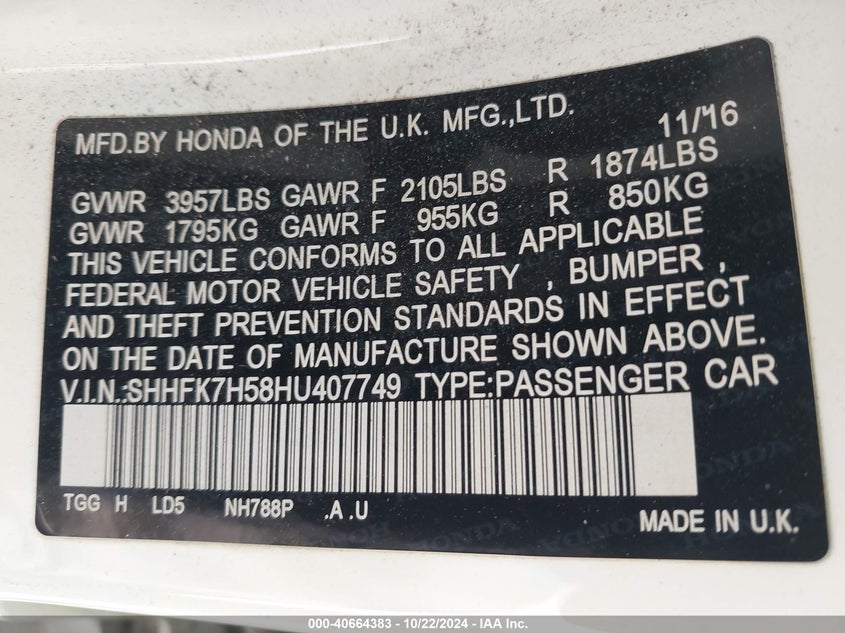 MFD.BY HONDA OF THE U.K. MFG.,LTD. 11/16
GVWR 3957LBS GAWR F 2105LBS R 1874LBS
GVWR 1795KG GAWR F 955KG R 850KG
THIS VEHICLE CONFORMS TO ALL APPLICABLE
FEDERAL MOTOR VEHICLE SAFETY , BUMPER ,
AND THEFT PREVENTION STANDARDS IN EFFECT
ON THE DATE OF MANUFACTURE SHOWN ABOVE.
V.I.N.:SHHFK7H58HU407749 TYPE:PASSENGER CAR
TGG H LD5 NH788P .A .U
MADE IN U.K.
HONDA
000-40664383 - 10/22/2024 - IAA Inc.